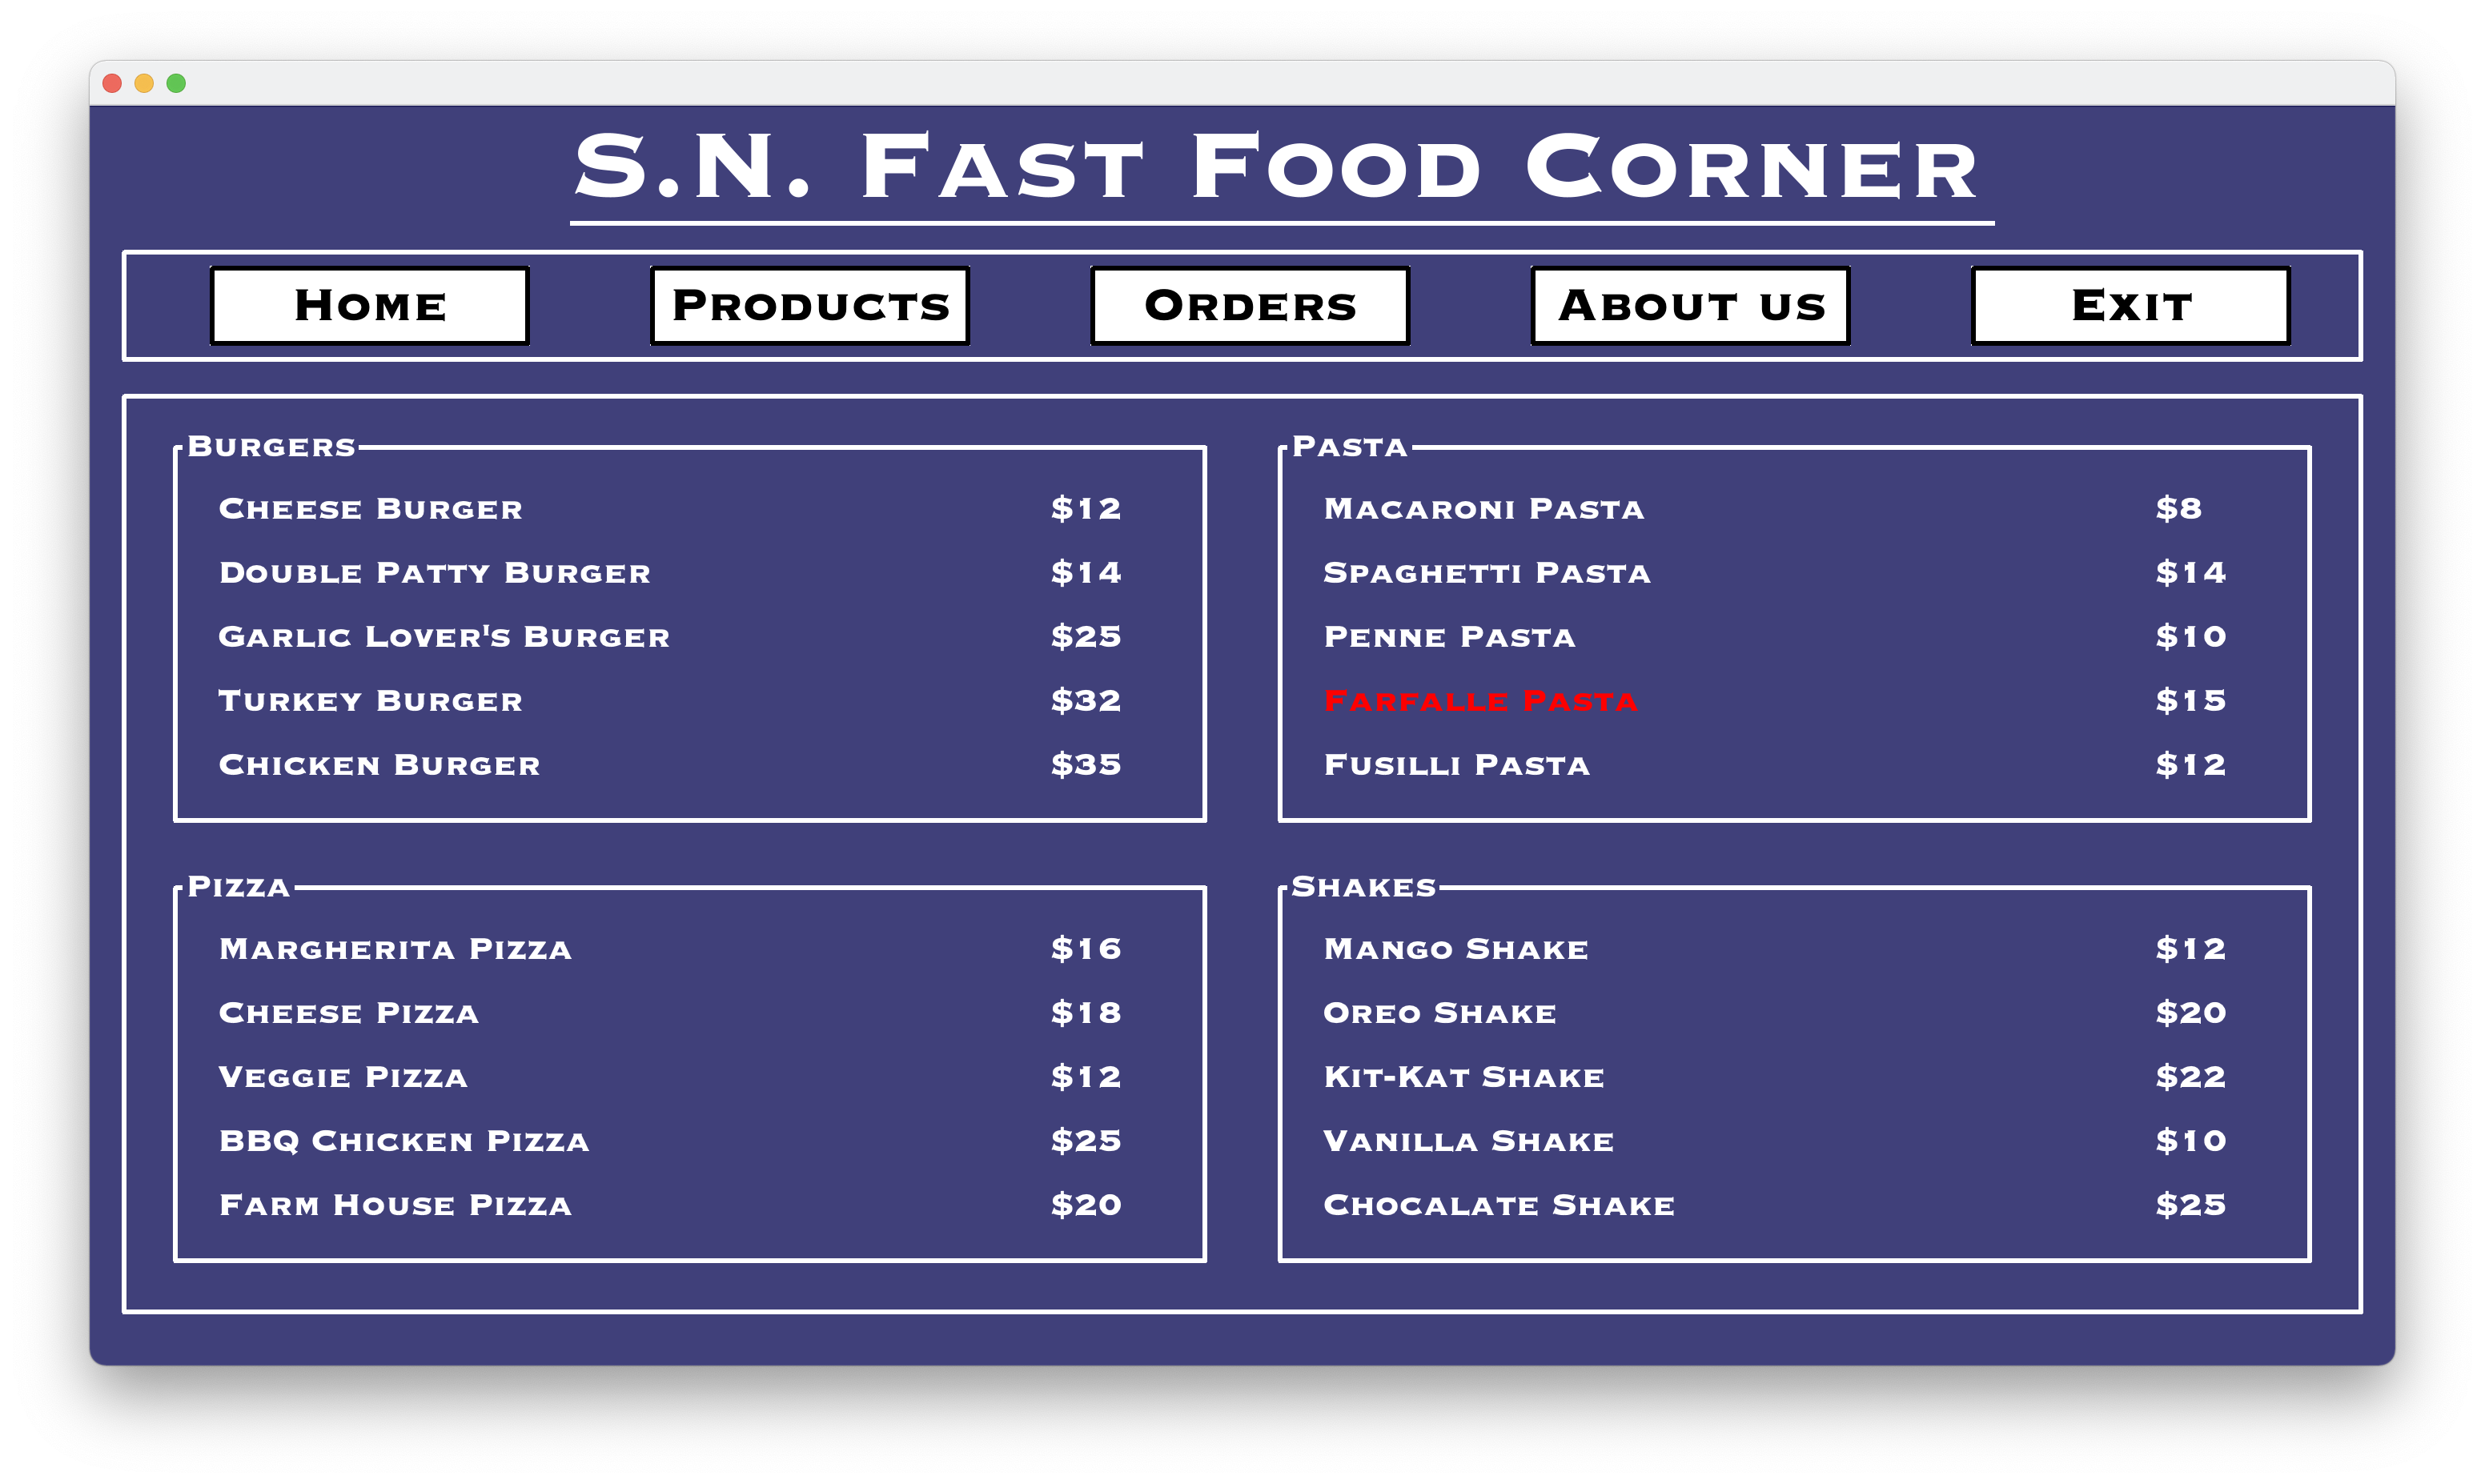 S.N. Fast Food Corner
Home Products Orders About us Exit
Burgers
Cheese Burger $12
Double Patty Burger $14
Garlic Lover's Burger $25
Turkey Burger $32
Chicken Burger $35
Pasta
Macaroni Pasta $8
Spaghetti Pasta $14
Penne Pasta $10
Farfalle Pasta $15
Fusilli Pasta $12
Pizza
Margherita Pizza $16
Cheese Pizza $18
Veggie Pizza $12
BBQ Chicken Pizza $25
Farm House Pizza $20
Shakes
Mango Shake $12
Oreo Shake $20
Kit-Kat Shake $22
Vanilla Shake $10
Chocalate Shake $25